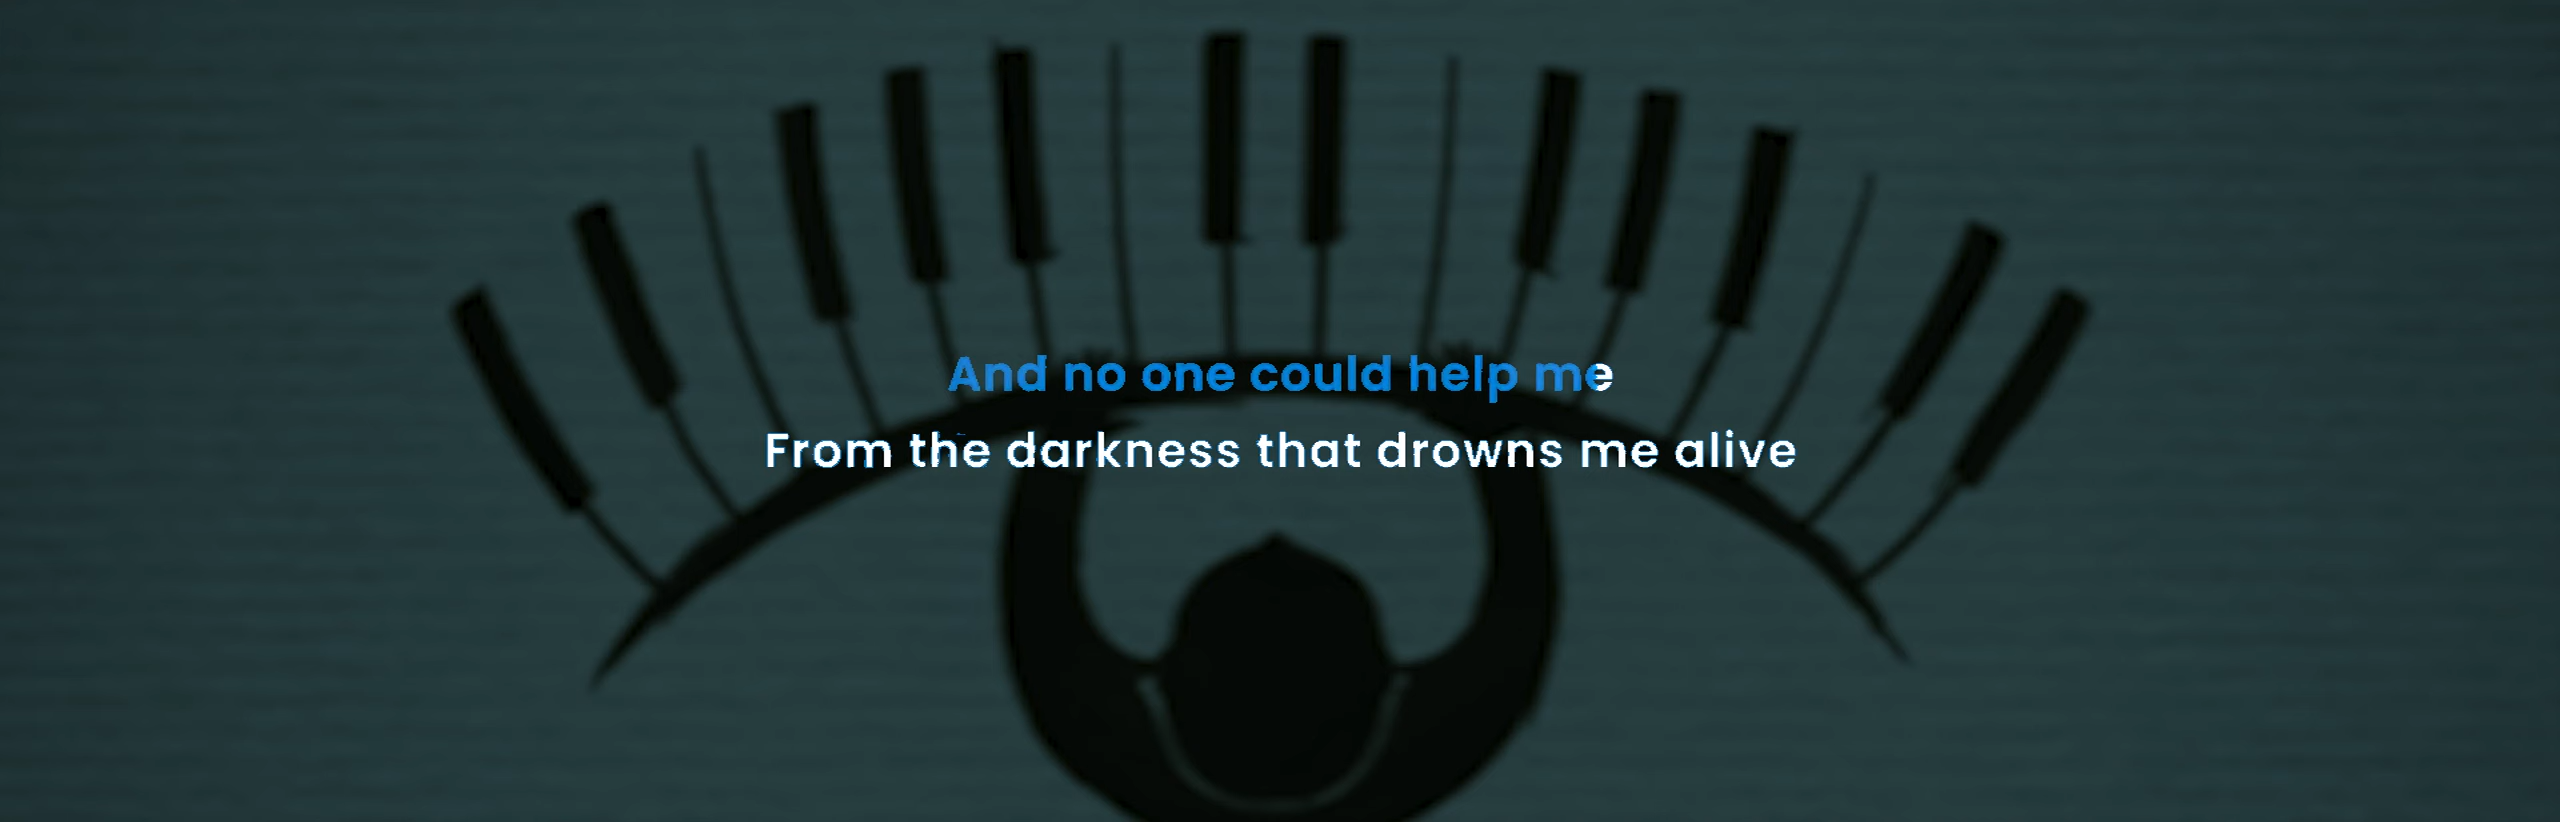 And no one could help me
From the darkness that drowns me alive